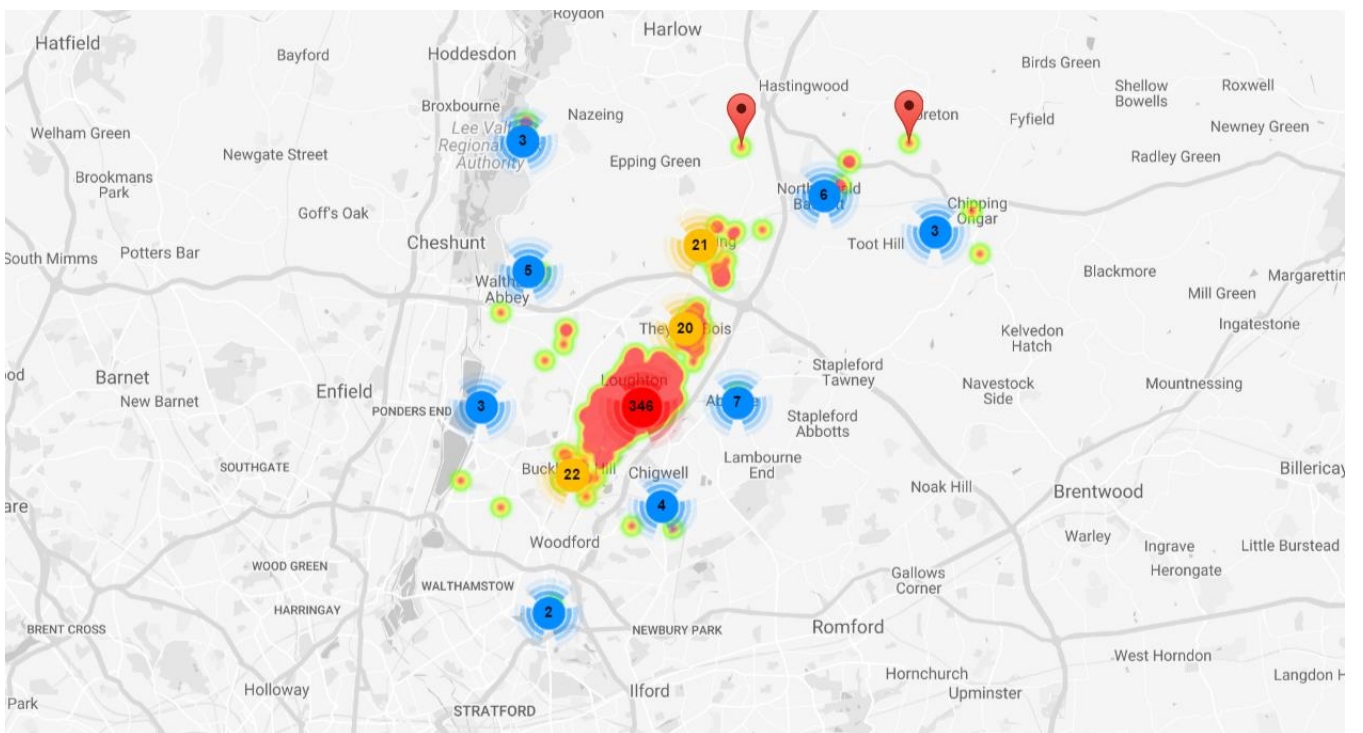 Roydon
Hatfield
Bayford
Hoddesdon
Harlow
Birds Green
Hastingwood
Shellow
Bowells
Roxwell
Broxbourne
Nazeing
Fyfield
Newney Green
Welham Green
Lee Val
Regional
Authority
3
Newgate Street
Epping Green
Radley Green
Brookmans
Park
6
Goff's Oak
Chipping
Ongar
3
Cheshunt
21
Toot Hill
South Mimms
Potters Bar
5
Abbey
Blackmore
Margarettin
Mill Green
20
Ingatestone
Kelvedon
Hatch
Stapleford
Tawney
Barnet
Loughton
Enfield
New Barnet
Navestock
Side
Mountnessing
PONDERS END
3
346
7
Stapleford
Abbotts
SOUTHGATE
22
Hill
Chigwell
Lambourne
End
Billericay
Noak Hill
Brentwood
4
Woodford
Warley
Ingrave
Little Burstead
Herongate
WOOD GREEN
WALTHAMSTOW
Gallows
Corner
HARRINGAY
2
BRENT CROSS
NEWBURY PARK
Romford
West Horndon
Hornchurch
Upminster
Langdon H
Holloway
Ilford
Park
STRATFORD